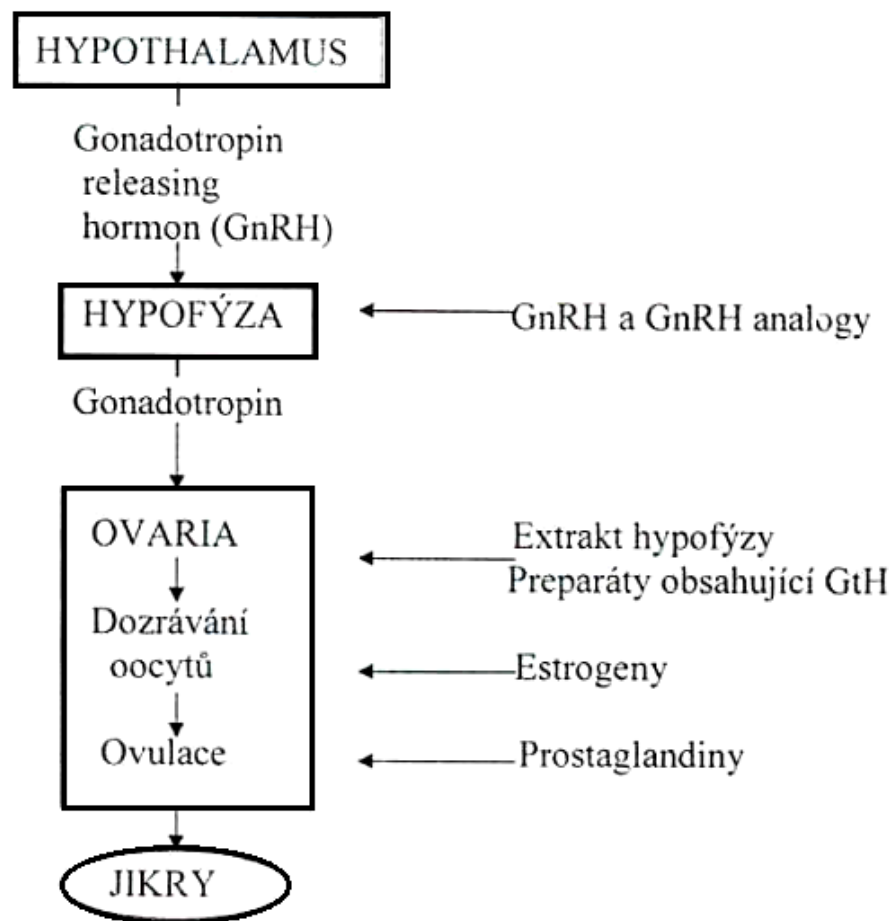 HYPOTHALAMUS
Gonadotropin
releasing
hormon (GnRH)
HYPOFÝZA
GnRH a GnRH analogy
Gonadotropin
OVARIA
Extrakt hypofýzy
Preparáty obsahující GtH
Dozrávání
oocytů
Estrogeny
Ovulace
Prostaglandiny
JIKRY